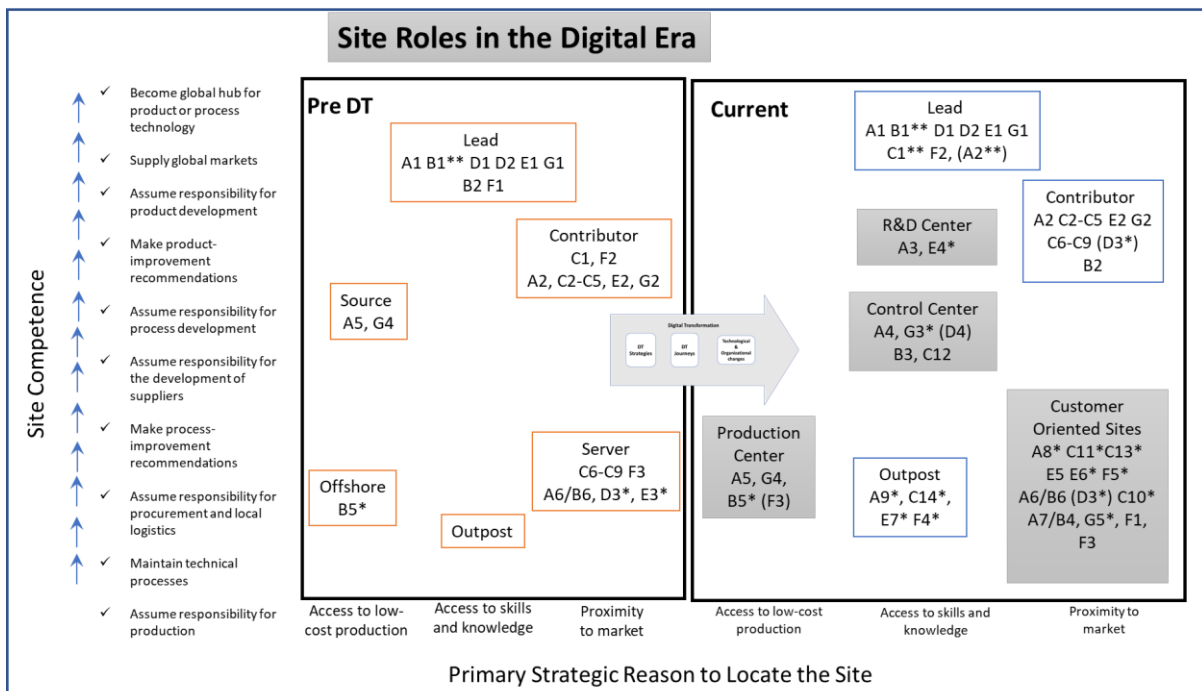 Site Roles in the Digital Era
Site Competence
✓ Become global hub for
product or process
technology
✓ Supply global markets
✓ Assume responsibility for
product development
✓ Make product-
improvement
recommendations
✓ Assume responsibility for
process development
✓ Assume responsibility for
the development of
suppliers
✓ Make process-
improvement
recommendations
✓ Assume responsibility for
procurement and local
logistics
✓ Maintain technical
processes
✓ Assume responsibility for
production
Pre DT
Lead
A1 B1** D1 D2 E1 G1
B2 F1
Contributor
C1, F2
A2, C2-C5, E2, G2
Source
A5, G4
Server
C6-C9 F3
A6/B6, D3*, E3*
Offshore
B5*
Outpost
Access to low-
cost production
Access to skills
and knowledge
Proximity
to market
Digital Transformation
DT
Strategies
DT
Journeys
Technological
&
Organizational
changes
Current
Lead
A1 B1** D1 D2 E1 G1
C1** F2, (A2**)
Contributor
A2 C2-C5 E2 G2
C6-C9 (D3*)
B2
R&D Center
A3, E4*
Control Center
A4, G3* (D4)
B3, C12
Production
Center
A5, G4,
B5* (F3)
Outpost
A9*, C14*,
E7* F4*
Customer
Oriented Sites
A8* C11*C13*
E5 E6* F5*
A6/B6 (D3*) C10*
A7/B4, G5*, F1,
F3
Access to low-cost
production
Access to skills and
knowledge
Proximity to
market
Primary Strategic Reason to Locate the Site